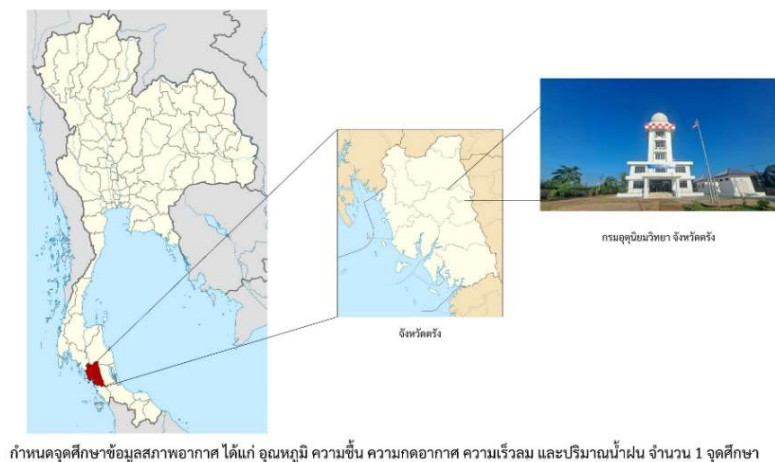 กรมอุตุนิยมวิทยา จังหวัดตรัง
จังหวัดตรัง
กำหนดจุดศึกษาข้อมูลสภาพอากาศ ได้แก่ อุณหภูมิ ความชื้น ความกดอากาศ ความเร็วลม และปริมาณน้ำฝน จำนวน 1 จุดศึกษา